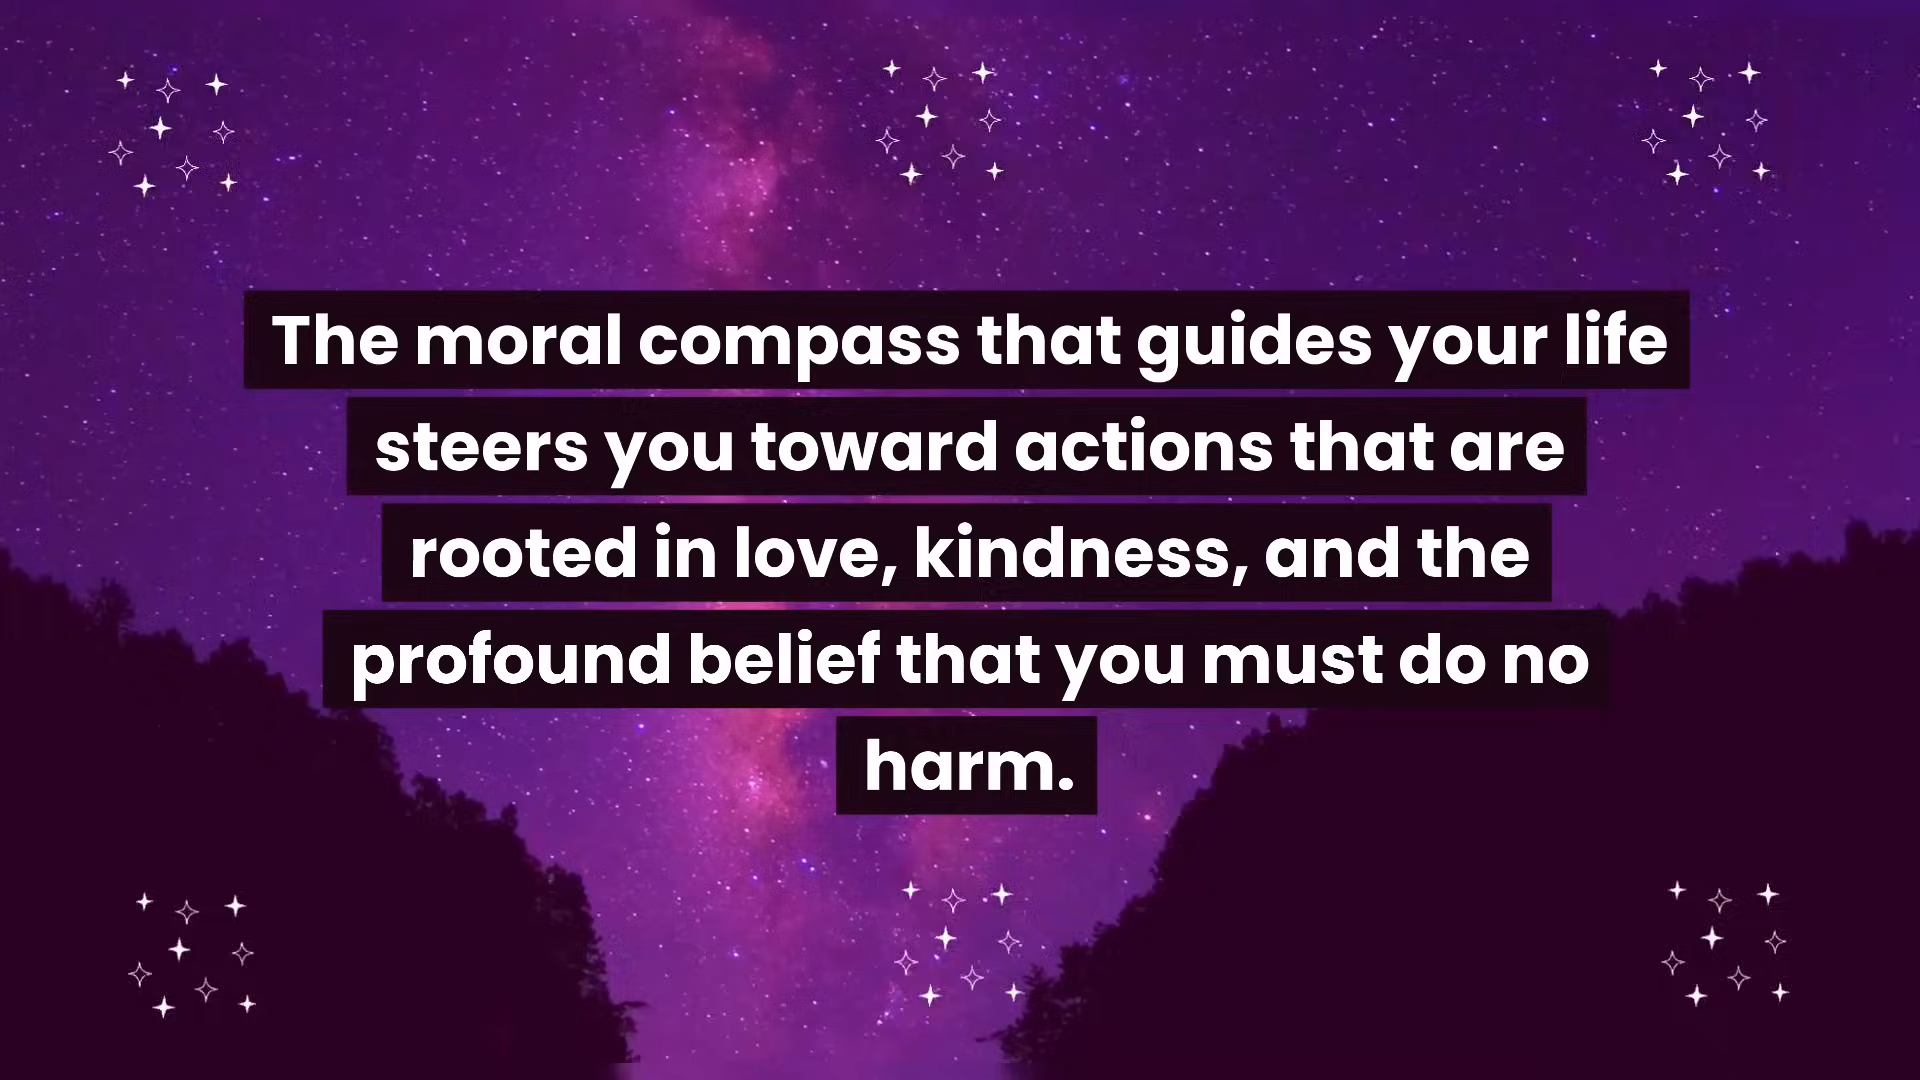 The moral compass that guides your life
steers you toward actions that are
rooted in love, kindness, and the
profound belief that you must do no
harm.